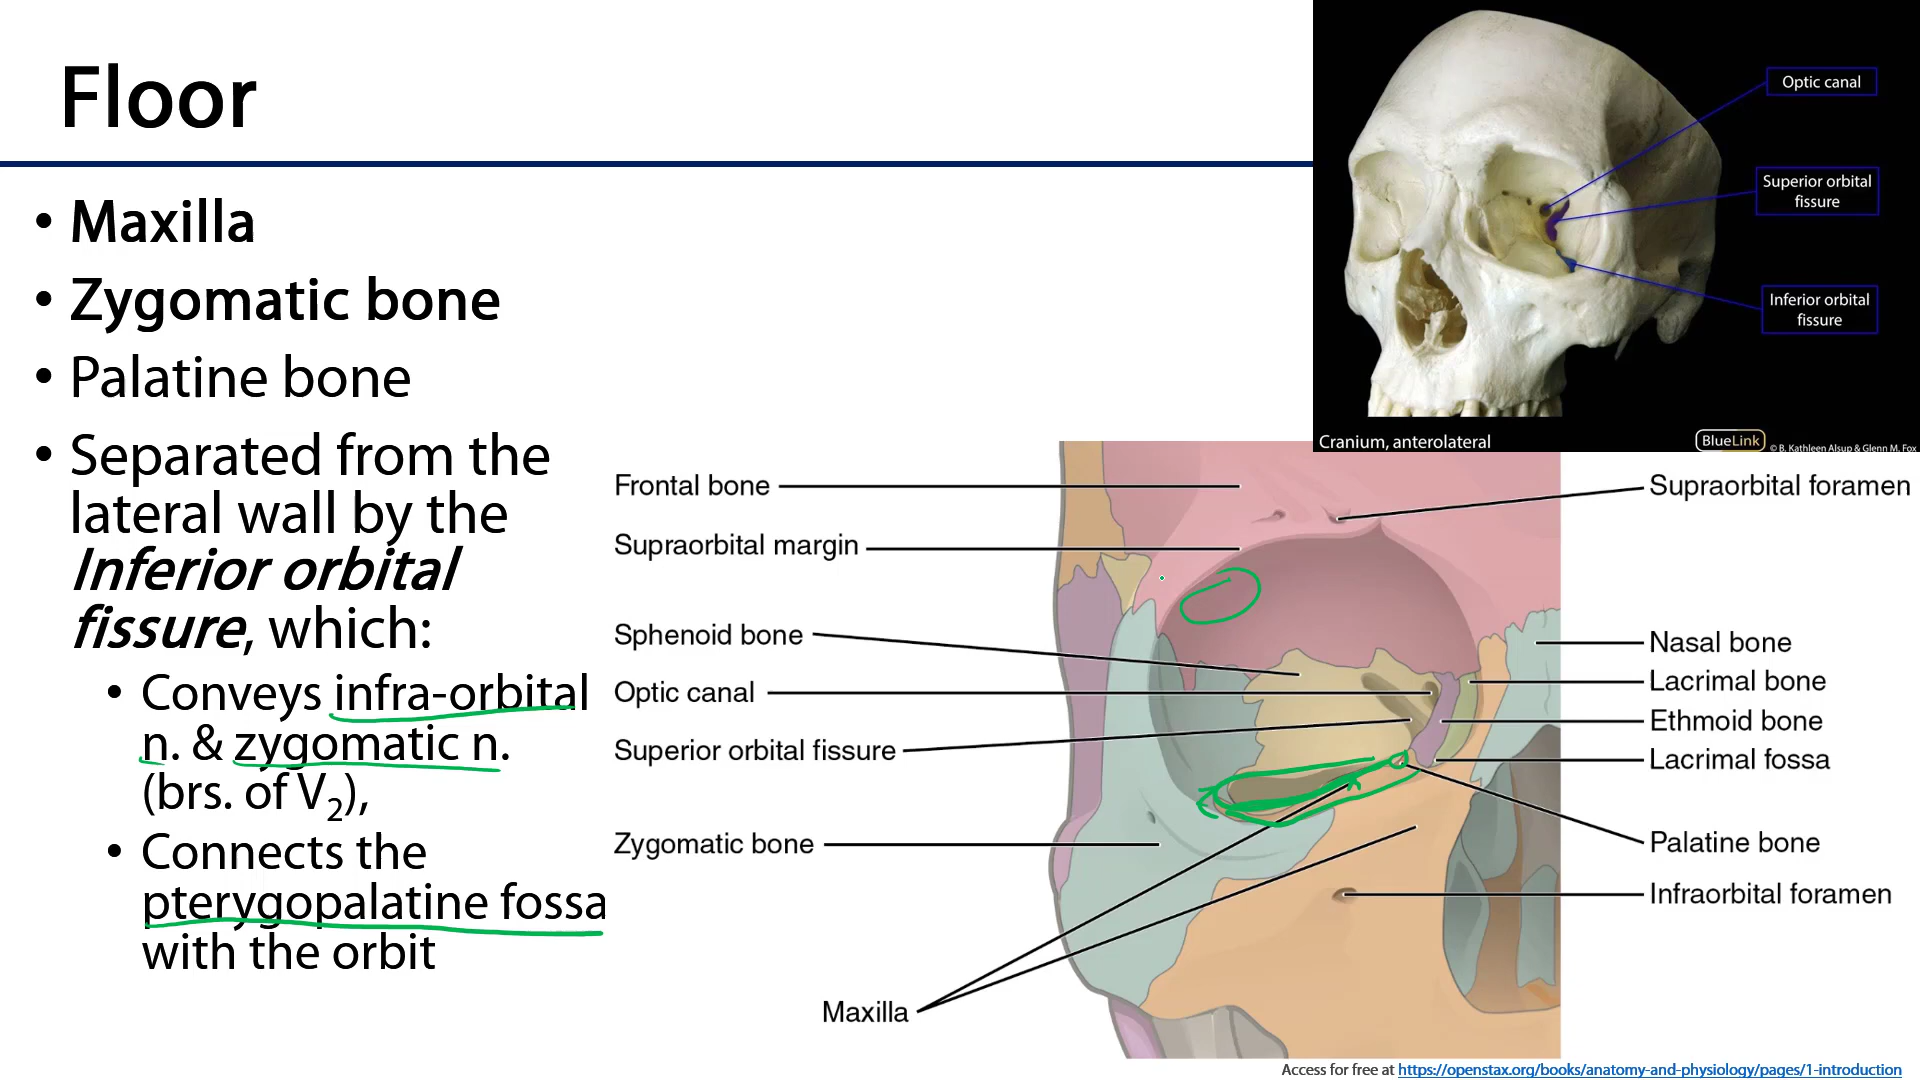 Floor
• Maxilla
• Zygomatic bone
• Palatine bone
• Separated from the
lateral wall by the
Inferior orbital
fissure, which:
• Conveys infra-orbital
n. & zygomatic n.
(brs. of V2),
• Connects the
pterygopalatine fossa
with the orbit
Optic canal
Superior orbital
fissure
Inferior orbital
fissure
Cranium, anterolateral
BlueLink
© B. Kathleen Alsup & Glenn M. Fox
Frontal bone
Supraorbital margin
Sphenoid bone
Optic canal
Superior orbital fissure
Zygomatic bone
Maxilla
Supraorbital foramen
Nasal bone
Lacrimal bone
Ethmoid bone
Lacrimal fossa
Palatine bone
Infraorbital foramen
Access for free at https://openstax.org/books/anatomy-and-physiology/pages/1-introduction